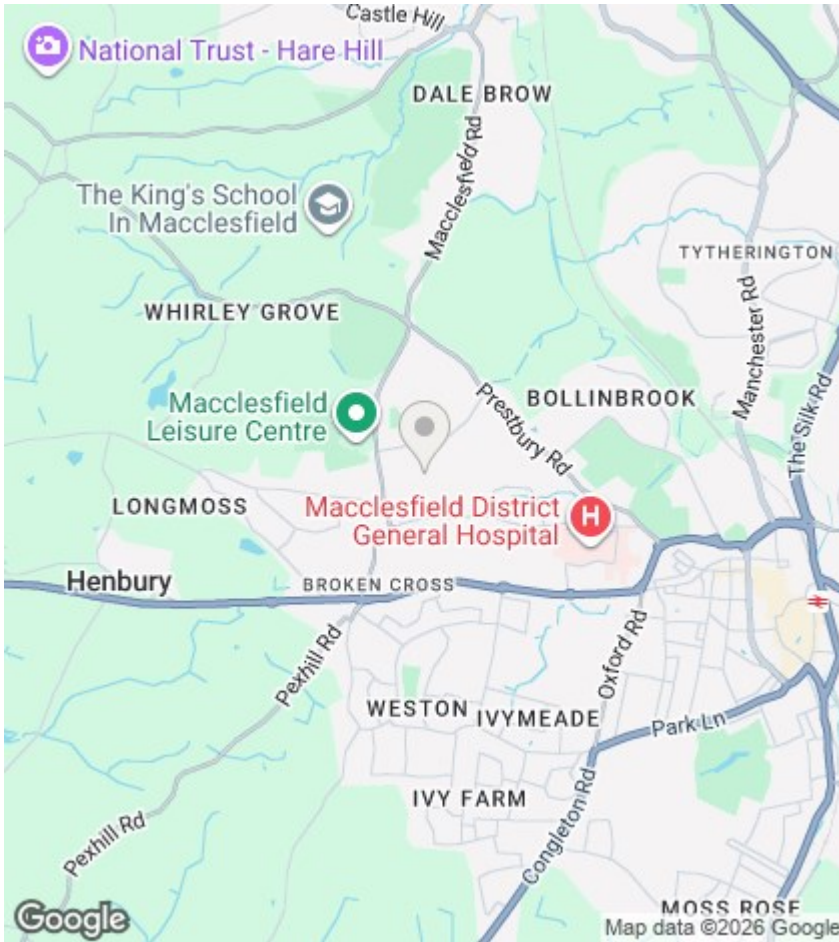 Castle Hill
National Trust - Hare Hill
DALE BROW
Macclesfield Rd
The King's School
In Macclesfield
TYTHERINGTON
WHIRLEY GROVE
Manchester Rd
Macclesfield
Leisure Centre
BOLLINBROOK
Prestbury Rd
The Silk Rd
LONGMOSS
Macclesfield District
General Hospital
H
Henbury
BROKEN CROSS
Pexhill Rd
Oxford Rd
WESTON
IVYMEADE
Park Ln
IVY FARM
Congleton Rd
Pexhill Rd
MOSS ROSE
Google
Map data ©2026 Google